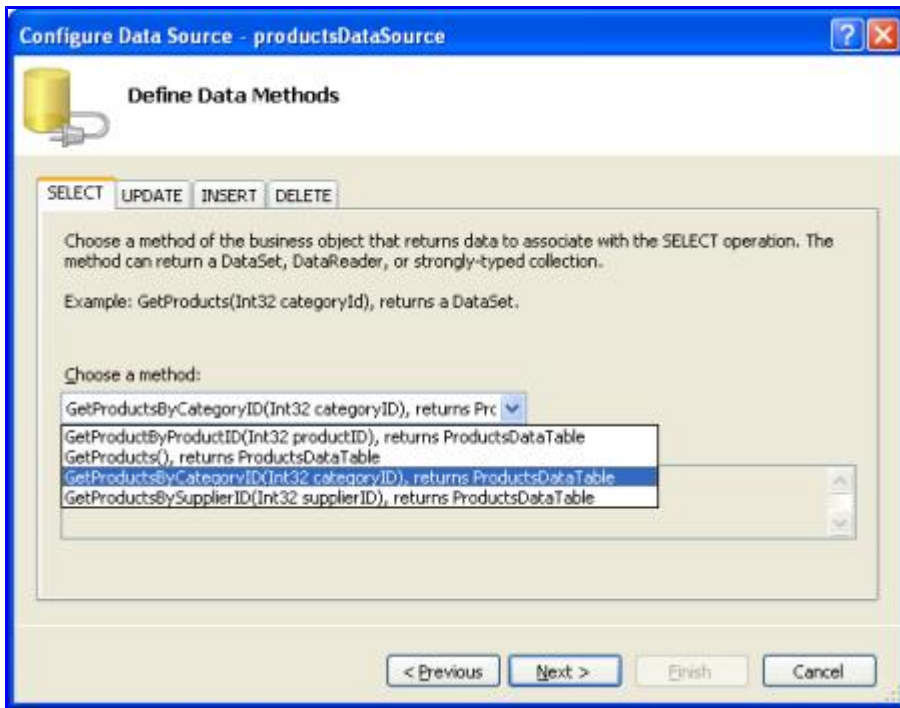 Configure Data Source - productsDataSource
Define Data Methods
SELECT UPDATE INSERT DELETE
Choose a method of the business object that returns data to associate with the SELECT operation. The
method can return a DataSet, DataReader, or strongly-typed collection.
Example: GetProducts(Int32 categoryId), returns a DataSet.
Choose a method:
GetProductsByCategoryID(Int32 categoryID), returns Prc
GetProductByProductID(Int32 productID), returns ProductsDataTable
GetProducts(), returns ProductsDataTable
GetProductsByCategoryID(Int32 categoryID), returns ProductsDataTable
GetProductsBySupplierID(Int32 supplierID), returns ProductsDataTable
< Previous Next > Finish Cancel